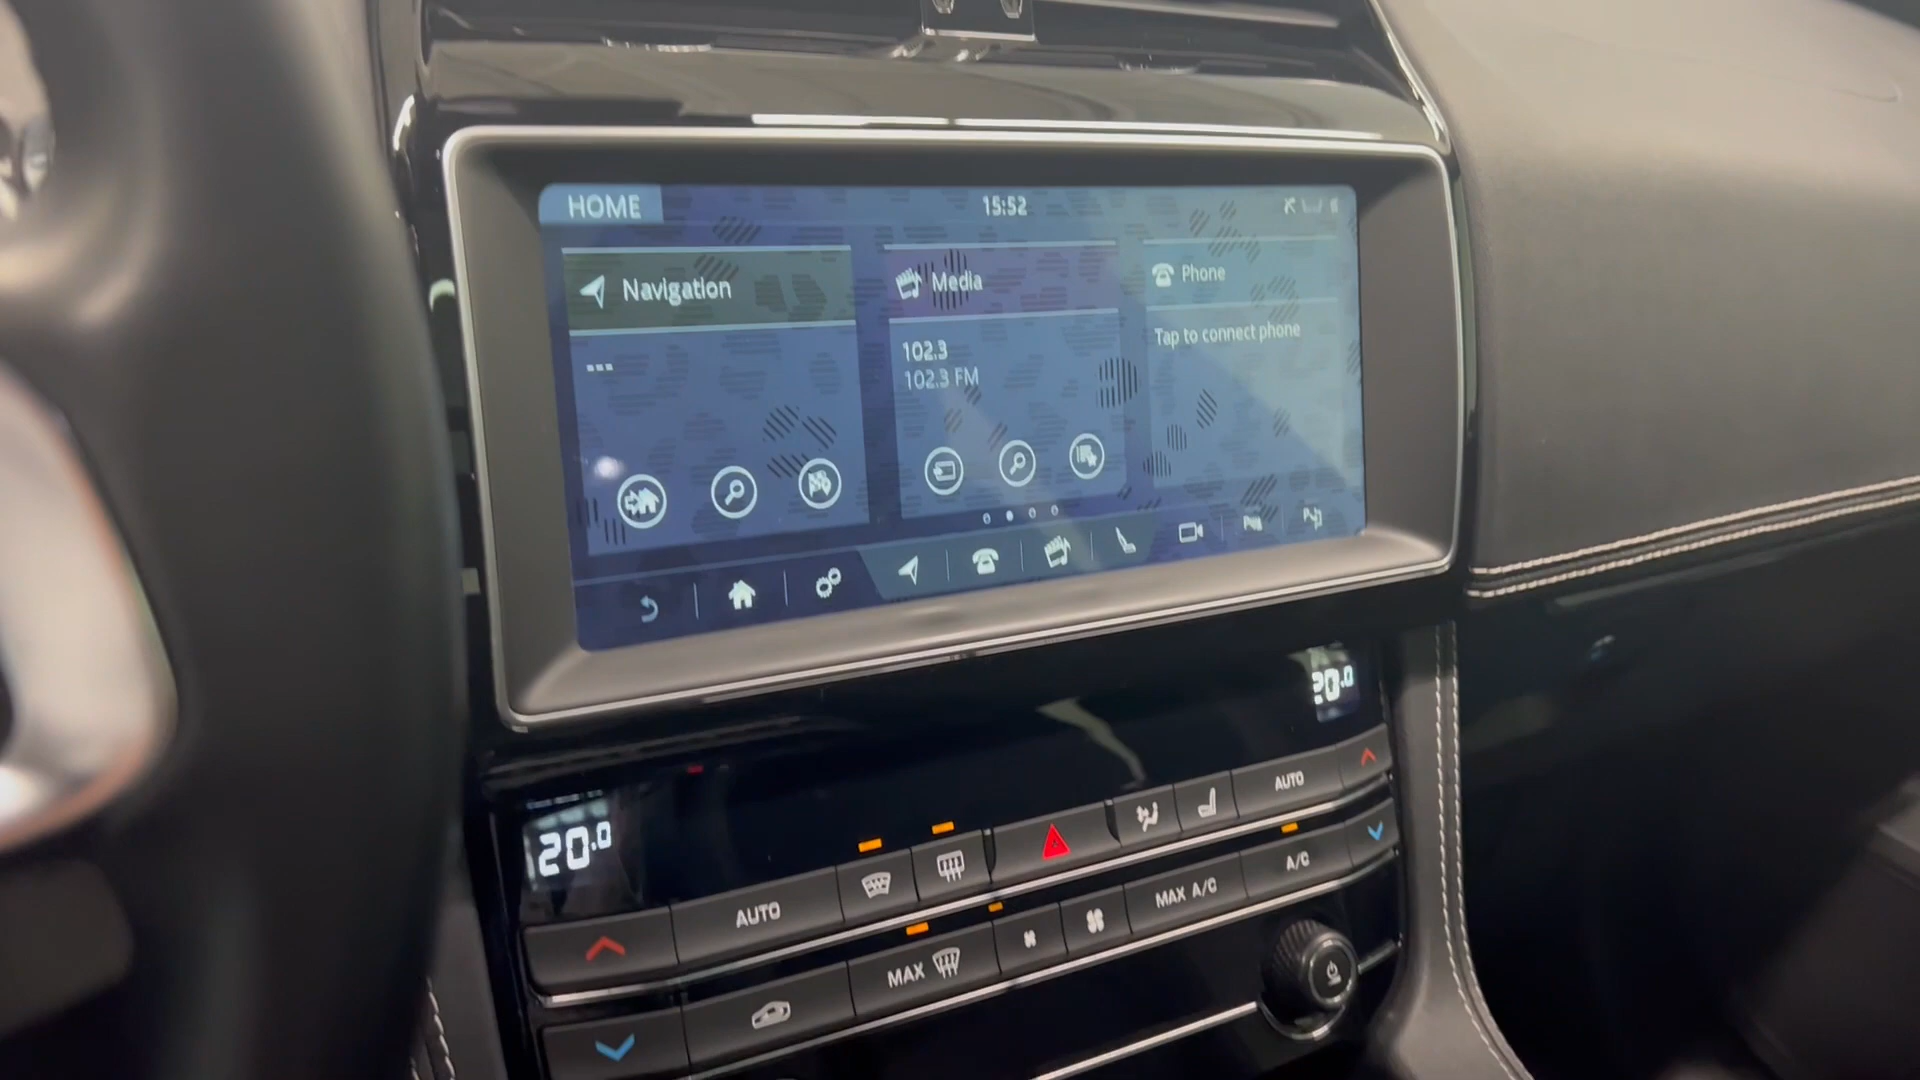 HOME
15:52
Navigation
Media
Phone
---
102.3
102.3 FM
Tap to connect phone
20.0
20.0
AUTO
AUTO
MAX
MAX A/C
A/C